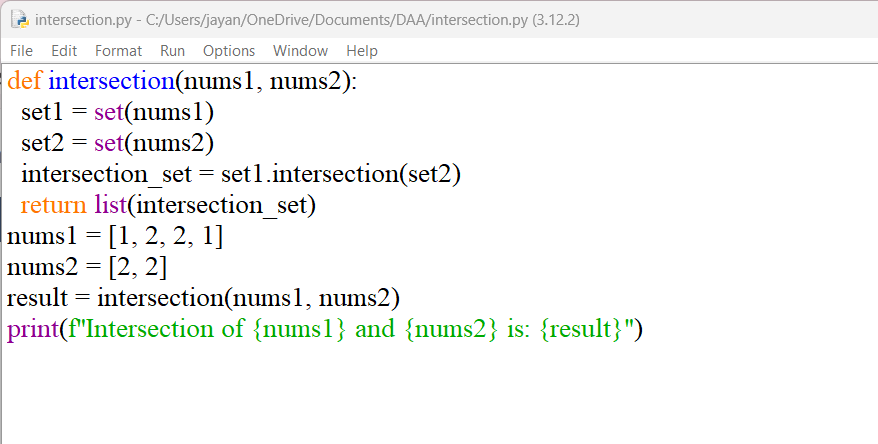 intersection.py - C:/Users/jayan/OneDrive/Documents/DAA/intersection.py (3.12.2)
File Edit Format Run Options Window Help
def intersection(nums1, nums2):
  set1 = set(nums1)
  set2 = set(nums2)
  intersection_set = set1.intersection(set2)
  return list(intersection_set)
nums1 = [1, 2, 2, 1]
nums2 = [2, 2]
result = intersection(nums1, nums2)
print(f"Intersection of {nums1} and {nums2} is: {result}")